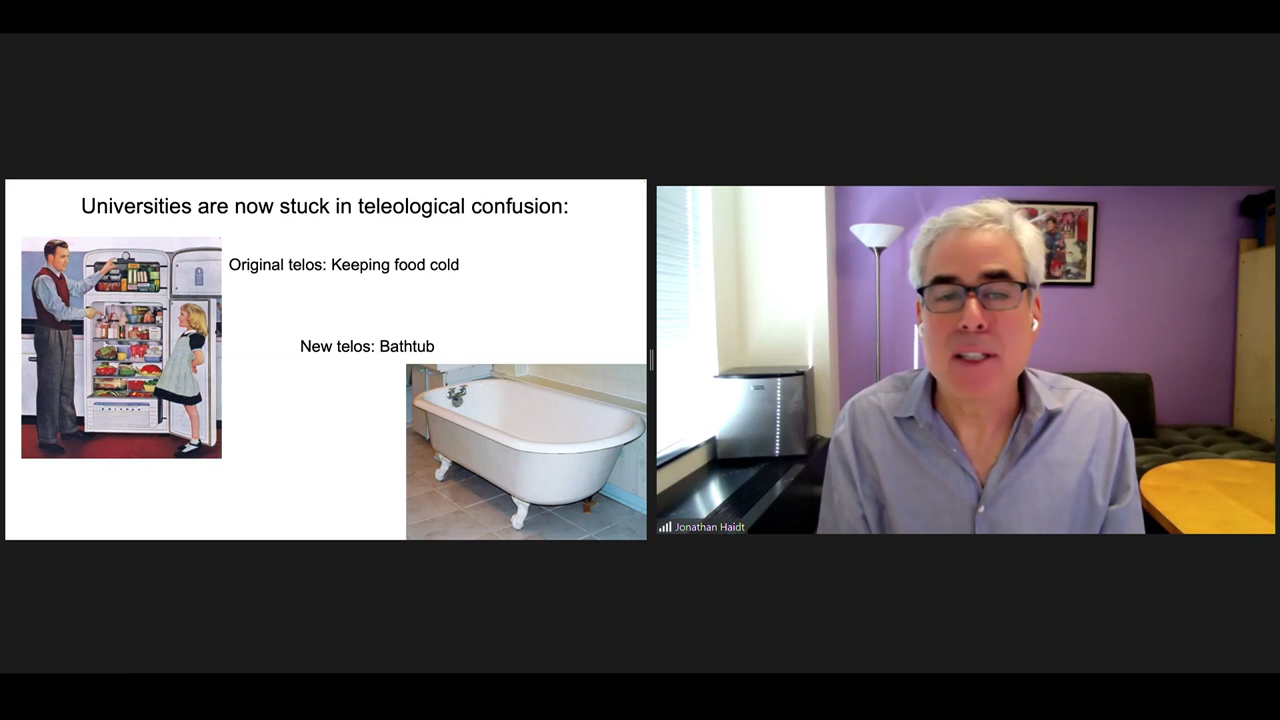 Universities are now stuck in teleological confusion:
Original telos: Keeping food cold
New telos: Bathtub
Jonathan Haidt